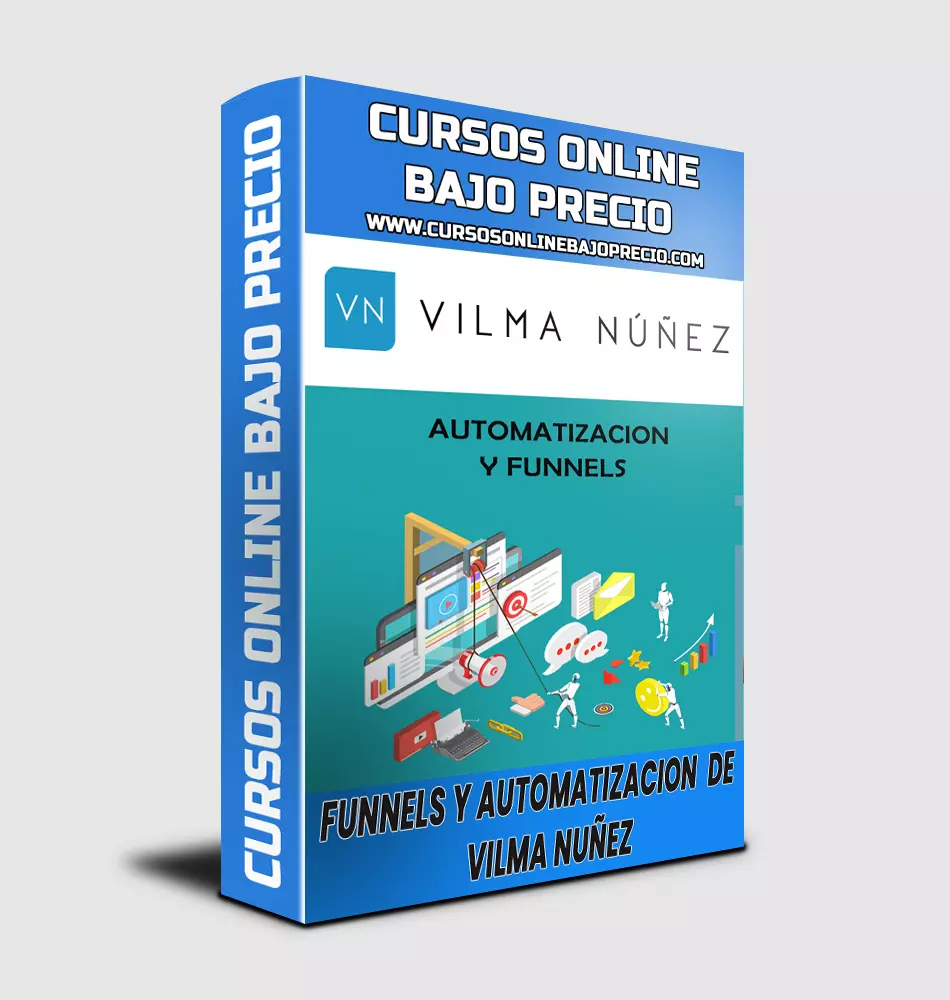 CURSOS ONLINE BAJO PRECIO
CURSOS ONLINE
BAJO PRECIO
WWW.CURSOSONLINEBAJOPRECIO.COM
VN VILMA NÚÑEZ
AUTOMATIZACION
Y FUNNELS
FUNNELS Y AUTOMATIZACION DE
VILMA NUÑEZ